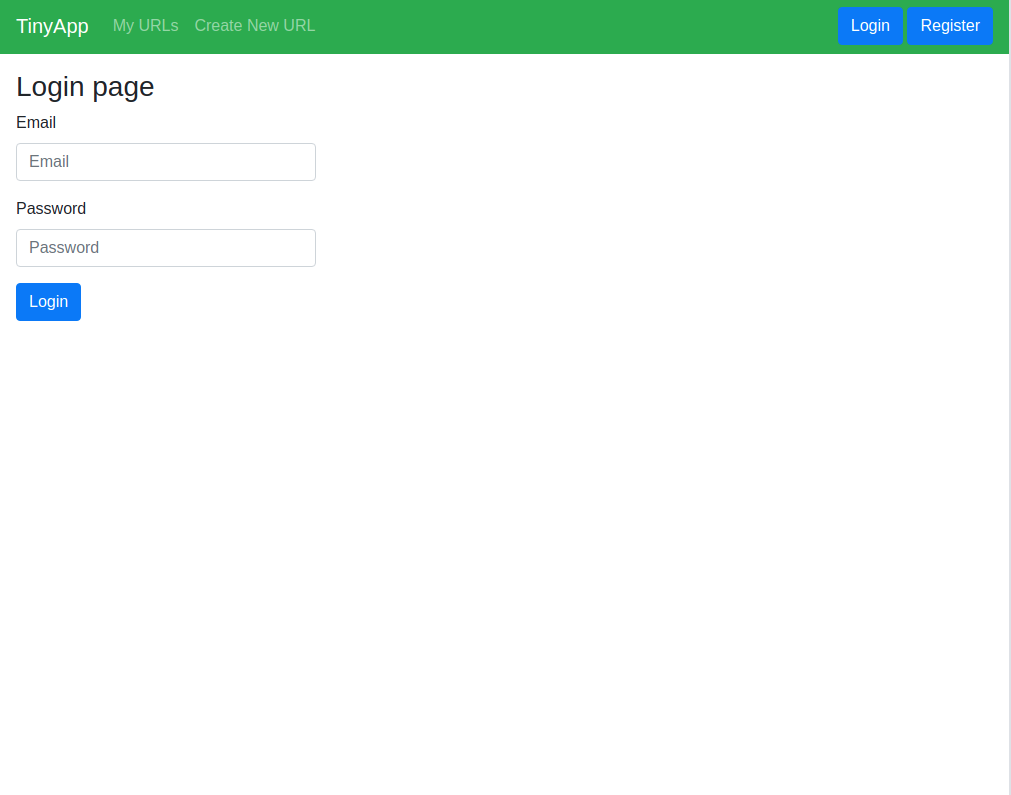 TinyApp My URLs Create New URL Login Register
Login page
Email
Email
Password
Password
Login